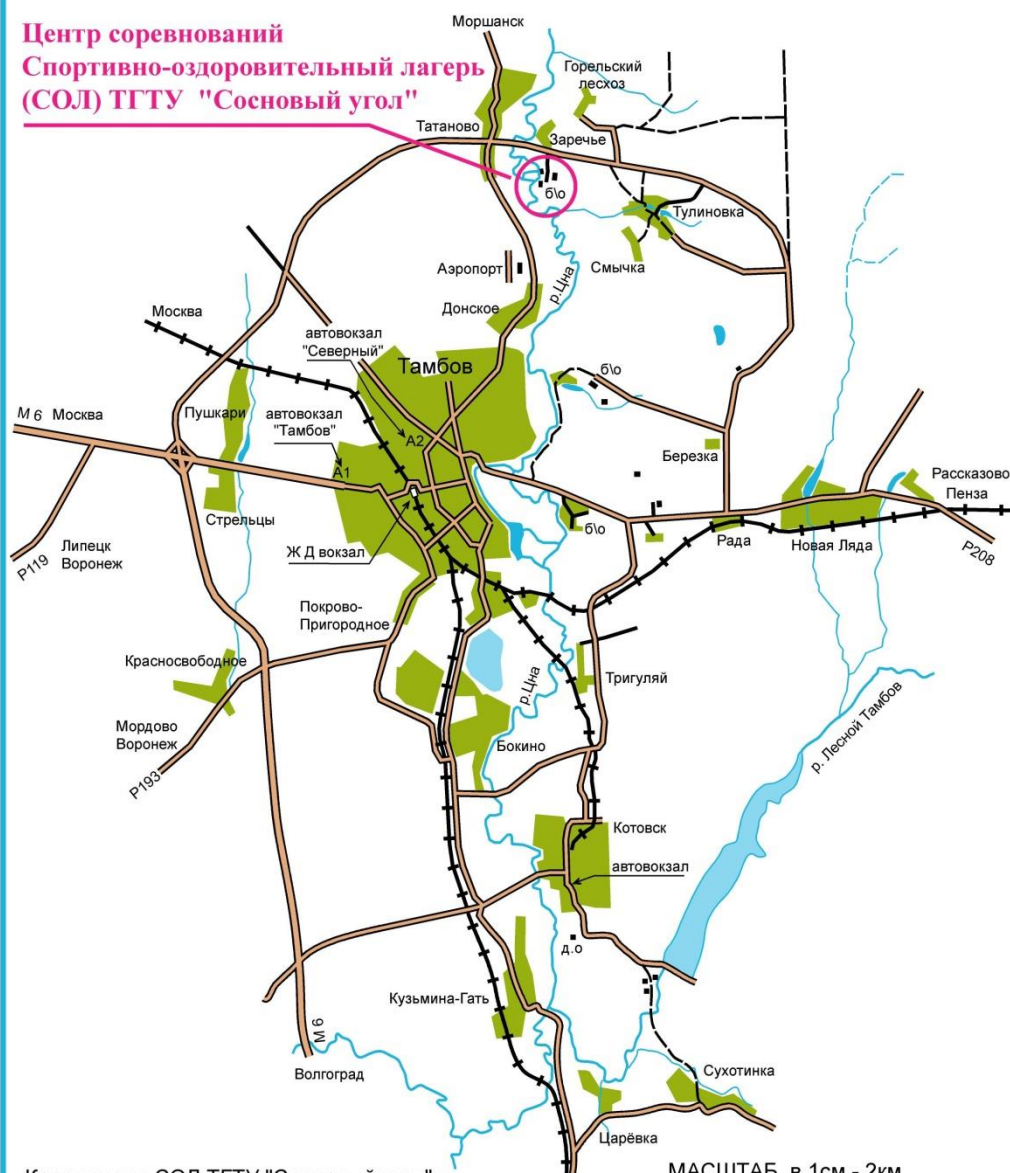 Центр соревнований
Спортивно-оздоровительный лагерь
(СОЛ) ТГТУ "Сосновый угол"
Моршанск
Горельский
лесхоз
Татаново
Заречье
б\о
Тулиновка
Смычка
Аэропорт
р.Цна
Донское
Москва
автовокзал
"Северный"
Тамбов
б\о
М 6 Москва
Пушкари
автовокзал
"Тамбов"
А2
А1
Березка
Рассказово
Пенза
Стрельцы
б\о
Рада
Новая Ляда
Р208
Р119
Липецк
Воронеж
Ж Д вокзал
Покрово-
Пригородное
Красносвободное
р.Цна
Тригуляй
Мордово
Воронеж
Р193
Бокино
р. Лесной Тамбов
Котовск
автовокзал
д.о
Кузьмина-Гать
М 6
Волгоград
Сухотинка
Царёвка
МАСШТАБ в 1см - 2км